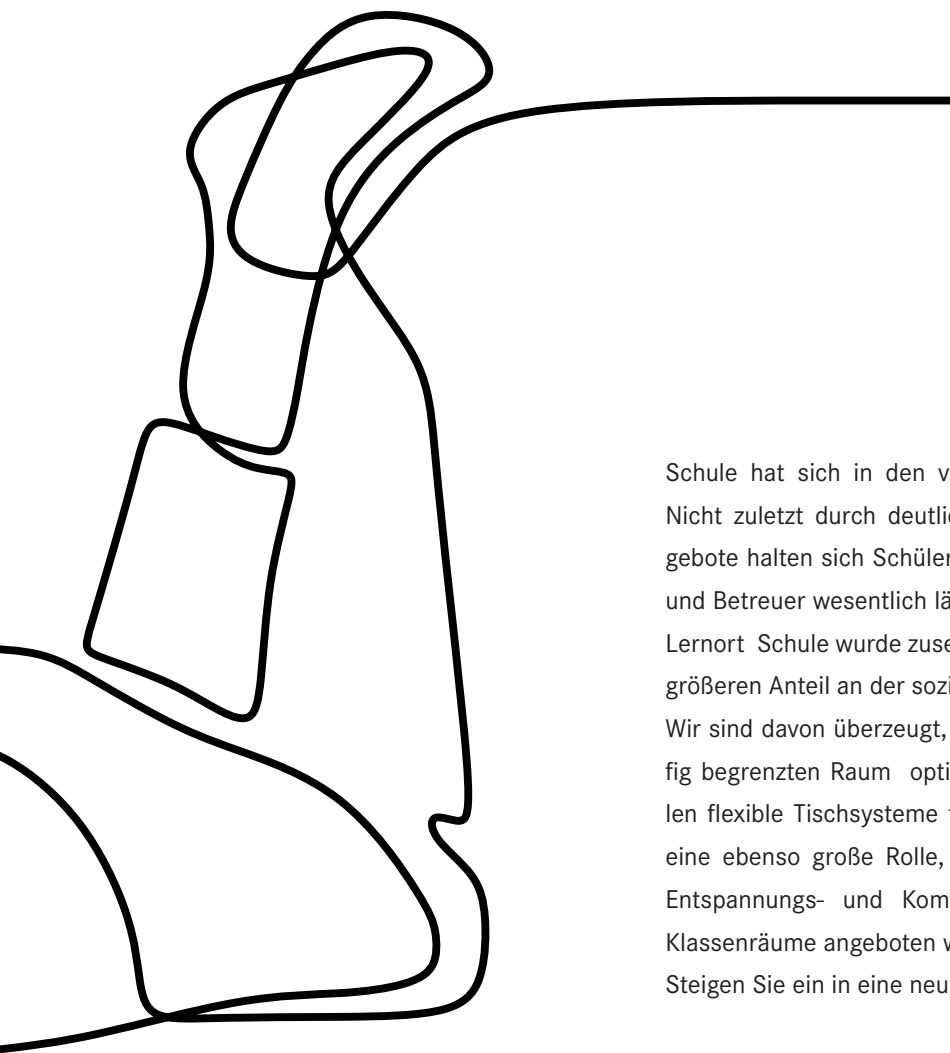 Schule hat sich in den v
Nicht zuletzt durch deutli
gebote halten sich Schüler
und Betreuer wesentlich lä
Lernort Schule wurde zuse
größeren Anteil an der sozi
Wir sind davon überzeugt,
fig begrenzten Raum opti
len flexible Tischsysteme
eine ebenso große Rolle,
Entspannungs- und Kom
Klassenräume angeboten
Steigen Sie ein in eine neu